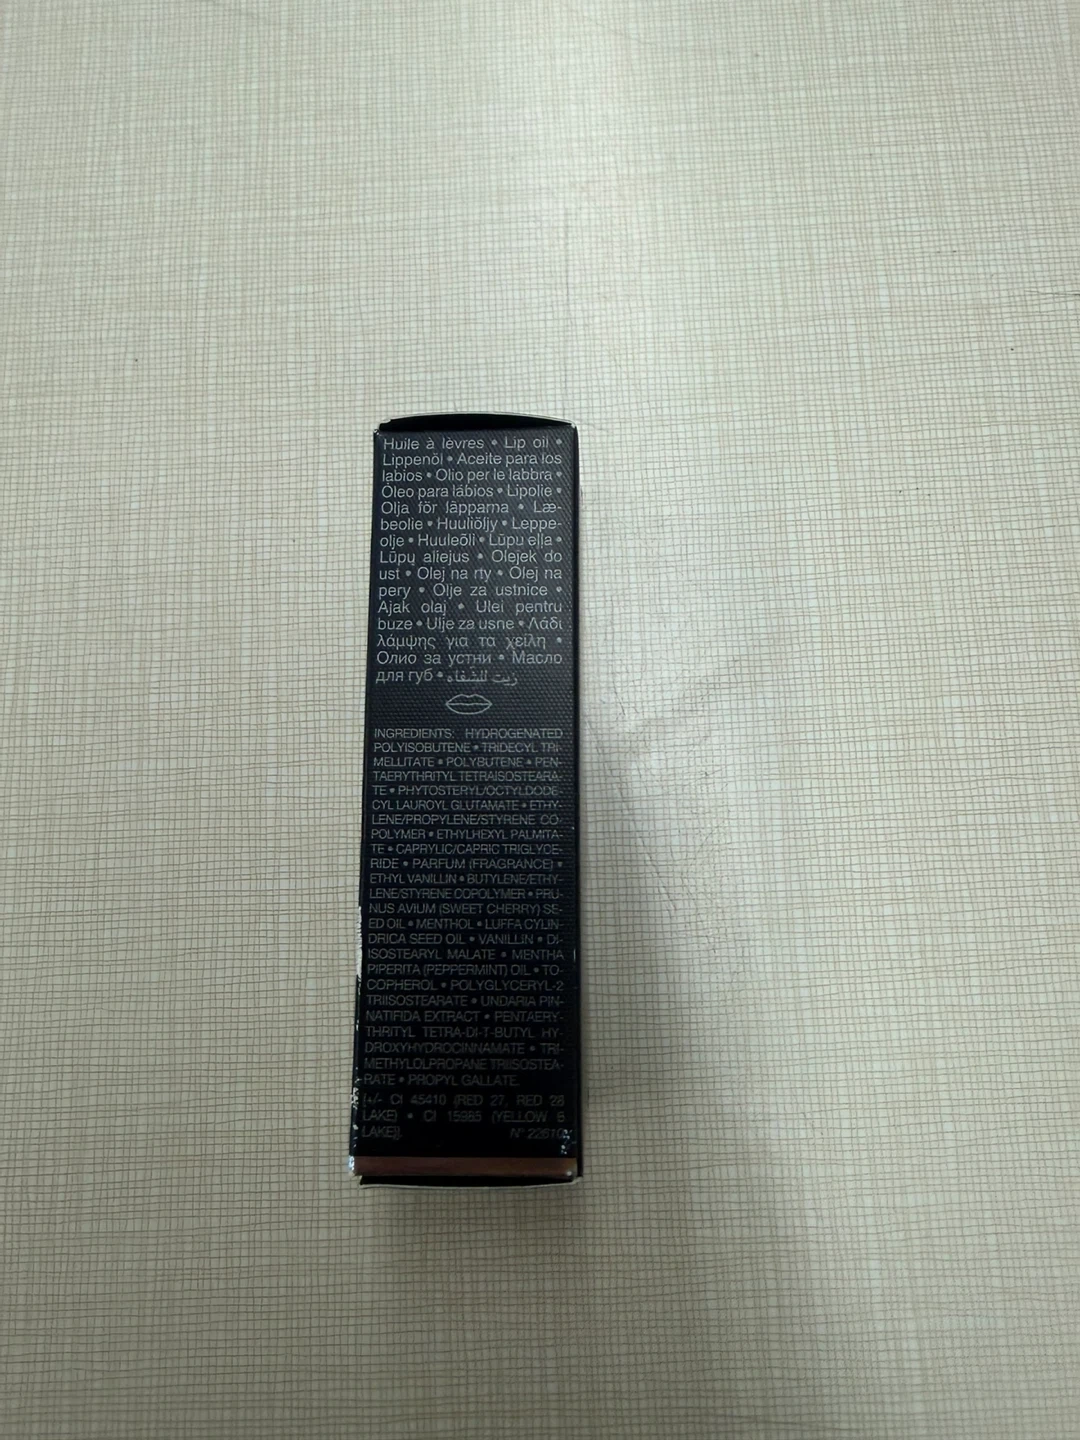 Huile à lèvres • Lip oil •
Lippenöl • Aceite para los
labios • Olio per le labbra •
Óleo para lábios • Lipolie •
Olja för läpparna • Læ-
beolie • Huuliöljy • Leppe-
olje • Huuleõli • Lūpu eļļa •
Lūpų aliejus • Olejek do
ust • Olej na rty • Olej na
pery • Olje za ustnice •
Ajak olaj • Ulei pentru
buze • Ulje za usne • Λάδι
λάμψης για τα χείλη •
Олио за устни • Масло
для губ • زيت للشفاه
INGREDIENTS: HYDROGENATED
POLYISOBUTENE • TRIDECYL TRI-
MELLITATE • POLYBUTENE • PEN-
TAERYTHRITYL TETRAISOSTEARA-
TE • PHYTOSTERYL/OCTYLDODE-
CYL LAUROYL GLUTAMATE • ETHY-
LENE/PROPYLENE/STYRENE CO-
POLYMER • ETHYLHEXYL PALMITA-
TE • CAPRYLIC/CAPRIC TRIGLYCE-
RIDE • PARFUM (FRAGRANCE) •
ETHYL VANILLIN • BUTYLENE/ETHY-
LENE/STYRENE COPOLYMER • PRU-
NUS AVIUM (SWEET CHERRY) SE-
ED OIL • MENTHOL • LUFFA CYLIN-
DRICA SEED OIL • VANILLIN • DI-
ISOSTEARYL MALATE • MENTHA
PIPERITA (PEPPERMINT) OIL • TO-
COPHEROL • POLYGLYCERYL-2
TRIISOSTEARATE • UNDARIA PIN-
NATIFIDA EXTRACT • PENTAERY-
THRITYL TETRA-DI-T-BUTYL HY-
DROXYHYDROCINNAMATE • TRI-
METHYLOLPROPANE TRIISOSTEA-
RATE • PROPYL GALLATE.
[+/- CI 45410 (RED 27, RED 28
LAKE) • CI 15985 (YELLOW 6
LAKE)]. N°